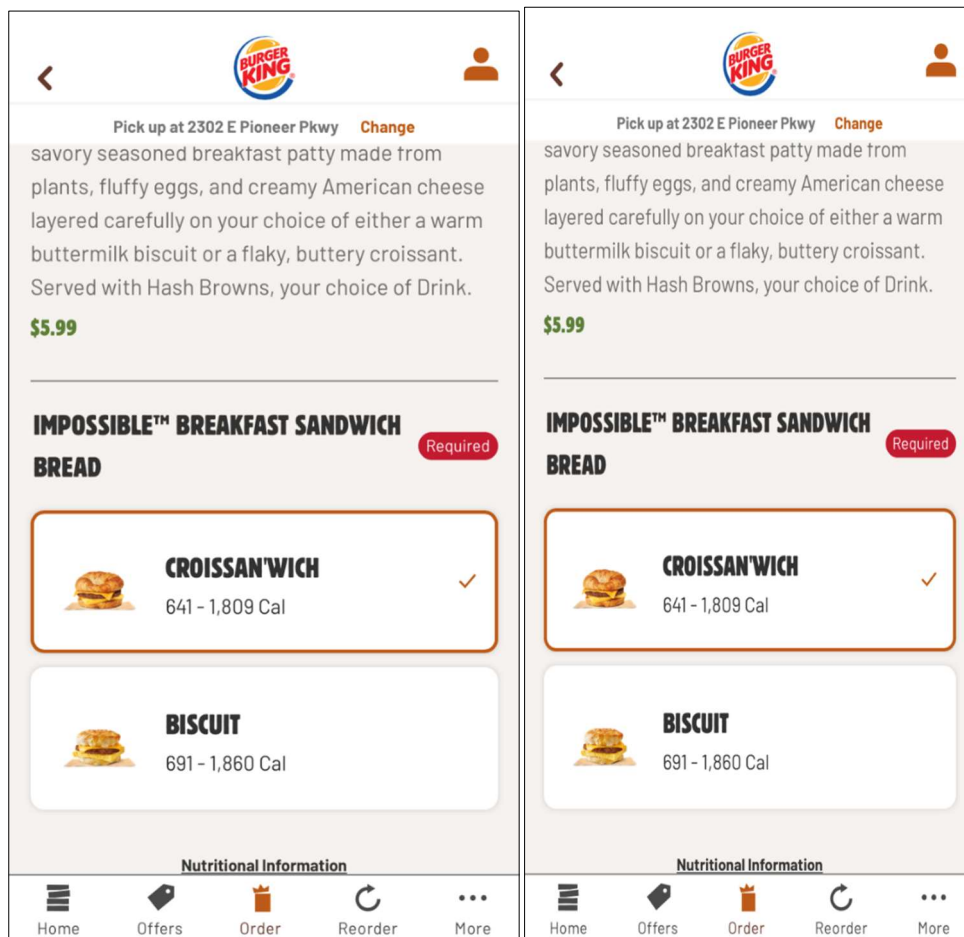 BURGER
KING
Pick up at 2302 E Pioneer Pkwy Change
savory seasoned breakfast patty made from
plants, fluffy eggs, and creamy American cheese
layered carefully on your choice of either a warm
buttermilk biscuit or a flaky, buttery croissant.
Served with Hash Browns, your choice of Drink.
$5.99
IMPOSSIBLE™ BREAKFAST SANDWICH
BREAD
Required
CROISSAN'WICH
641 - 1,809 Cal
BISCUIT
691 - 1,860 Cal
Nutritional Information
Home Offers Order Reorder More
BURGER
KING
Pick up at 2302 E Pioneer Pkwy Change
savory seasoned breakfast patty made from
plants, fluffy eggs, and creamy American cheese
layered carefully on your choice of either a warm
buttermilk biscuit or a flaky, buttery croissant.
Served with Hash Browns, your choice of Drink.
$5.99
IMPOSSIBLE™ BREAKFAST SANDWICH
BREAD
Required
CROISSAN'WICH
641 - 1,809 Cal
BISCUIT
691 - 1,860 Cal
Nutritional Information
Home Offers Order Reorder More